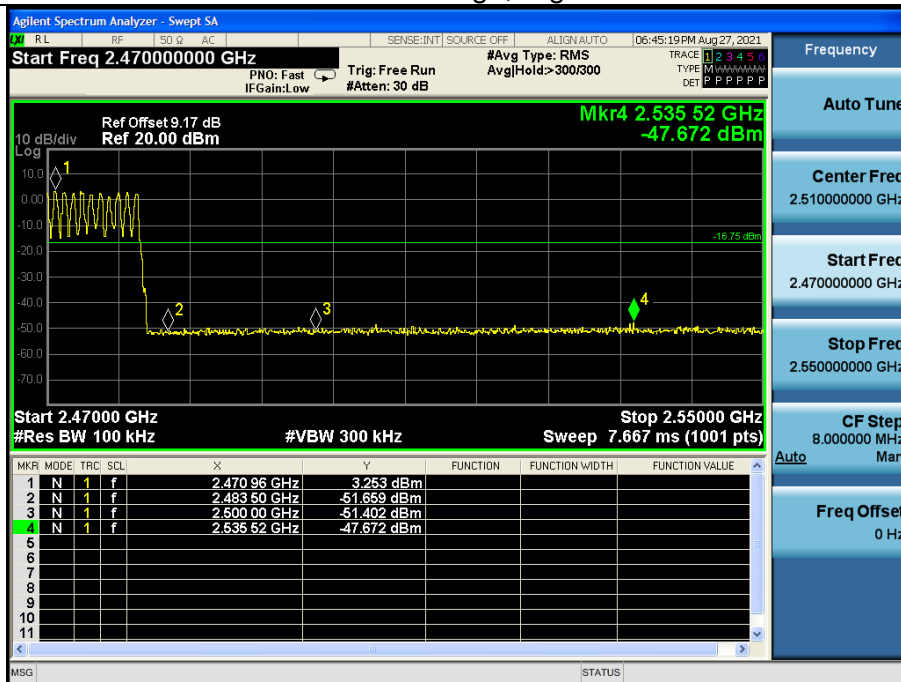 Agilent Spectrum Analyzer - Swept SA
LXI RL RF 50 Ω AC SENSE:INT SOURCE OFF ALIGN AUTO 06:45:19 PM Aug 27, 2021
Start Freq 2.470000000 GHz
PNO: Fast
IFGain:Low
Trig: Free Run
#Atten: 30 dB
#Avg Type: RMS
Avg|Hold:>300/300
TRACE 1 2 3 4 5 6
TYPE M
DET P P P P P P
Ref Offset 9.17 dB
Ref 20.00 dBm
10 dB/div
Log
Mkr4 2.535 52 GHz
-47.672 dBm
10.0
0.00
-10.0
-20.0
-30.0
-40.0
-50.0
-60.0
-70.0
1
2
3
4
-16.75 dBm
Start 2.47000 GHz
Stop 2.55000 GHz
#Res BW 100 kHz
#VBW 300 kHz
Sweep 7.667 ms (1001 pts)
MKR MODE TRC SCL X Y FUNCTION FUNCTION WIDTH FUNCTION VALUE
1 N 1 f 2.470 96 GHz 3.253 dBm
2 N 1 f 2.483 50 GHz -51.659 dBm
3 N 1 f 2.500 00 GHz -51.402 dBm
4 N 1 f 2.535 52 GHz -47.672 dBm
5
6
7
8
9
10
11
MSG
STATUS
Frequency
Auto Tune
Center Freq
2.510000000 GHz
Start Freq
2.470000000 GHz
Stop Freq
2.550000000 GHz
CF Step
8.000000 MHz
Auto Man
Freq Offset
0 Hz